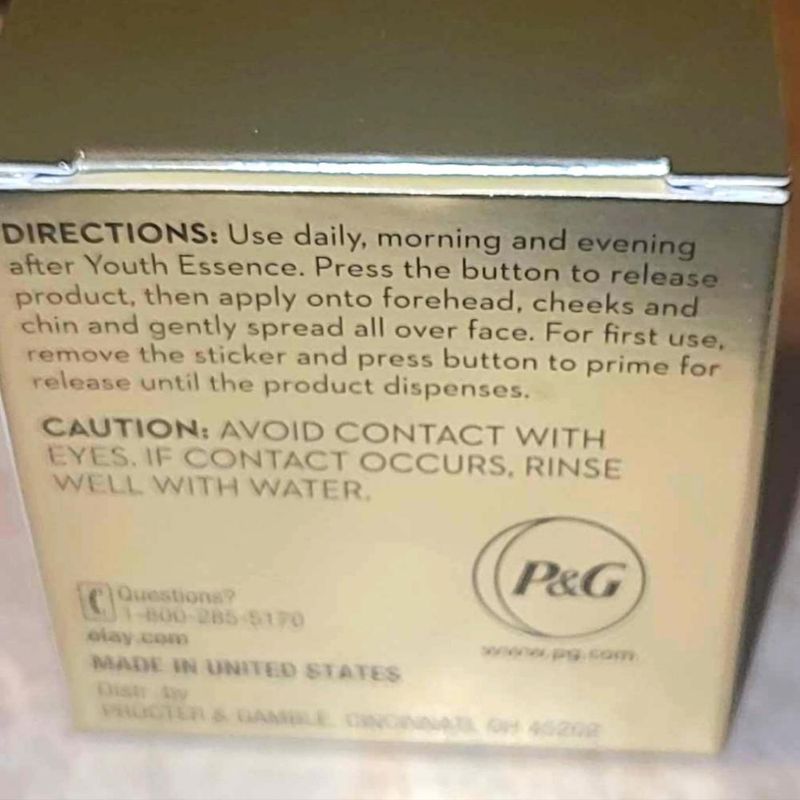 DIRECTIONS: Use daily, morning and evening
after Youth Essence. Press the button to release
product, then apply onto forehead, cheeks and
chin and gently spread all over face. For first use,
remove the sticker and press button to prime for
release until the product dispenses.
CAUTION: AVOID CONTACT WITH
EYES. IF CONTACT OCCURS, RINSE
WELL WITH WATER.
P&G
Questions?
1-800-285-5170
olay.com
www.pg.com
MADE IN UNITED STATES
Distr. by
PROCTER & GAMBLE, CINCINNATI, OH 45202